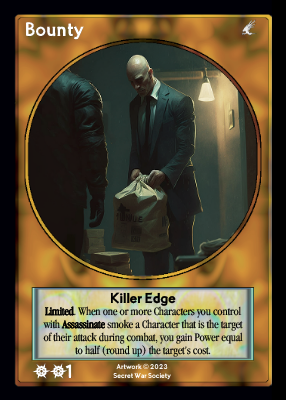 Bounty
Killer Edge
Limited. When one or more Characters you control
with Assassinate smoke a Character that is the target
of their attack during combat, you gain Power equal
to half (round up) the target's cost.
1
Artwork © 2023
Secret War Society